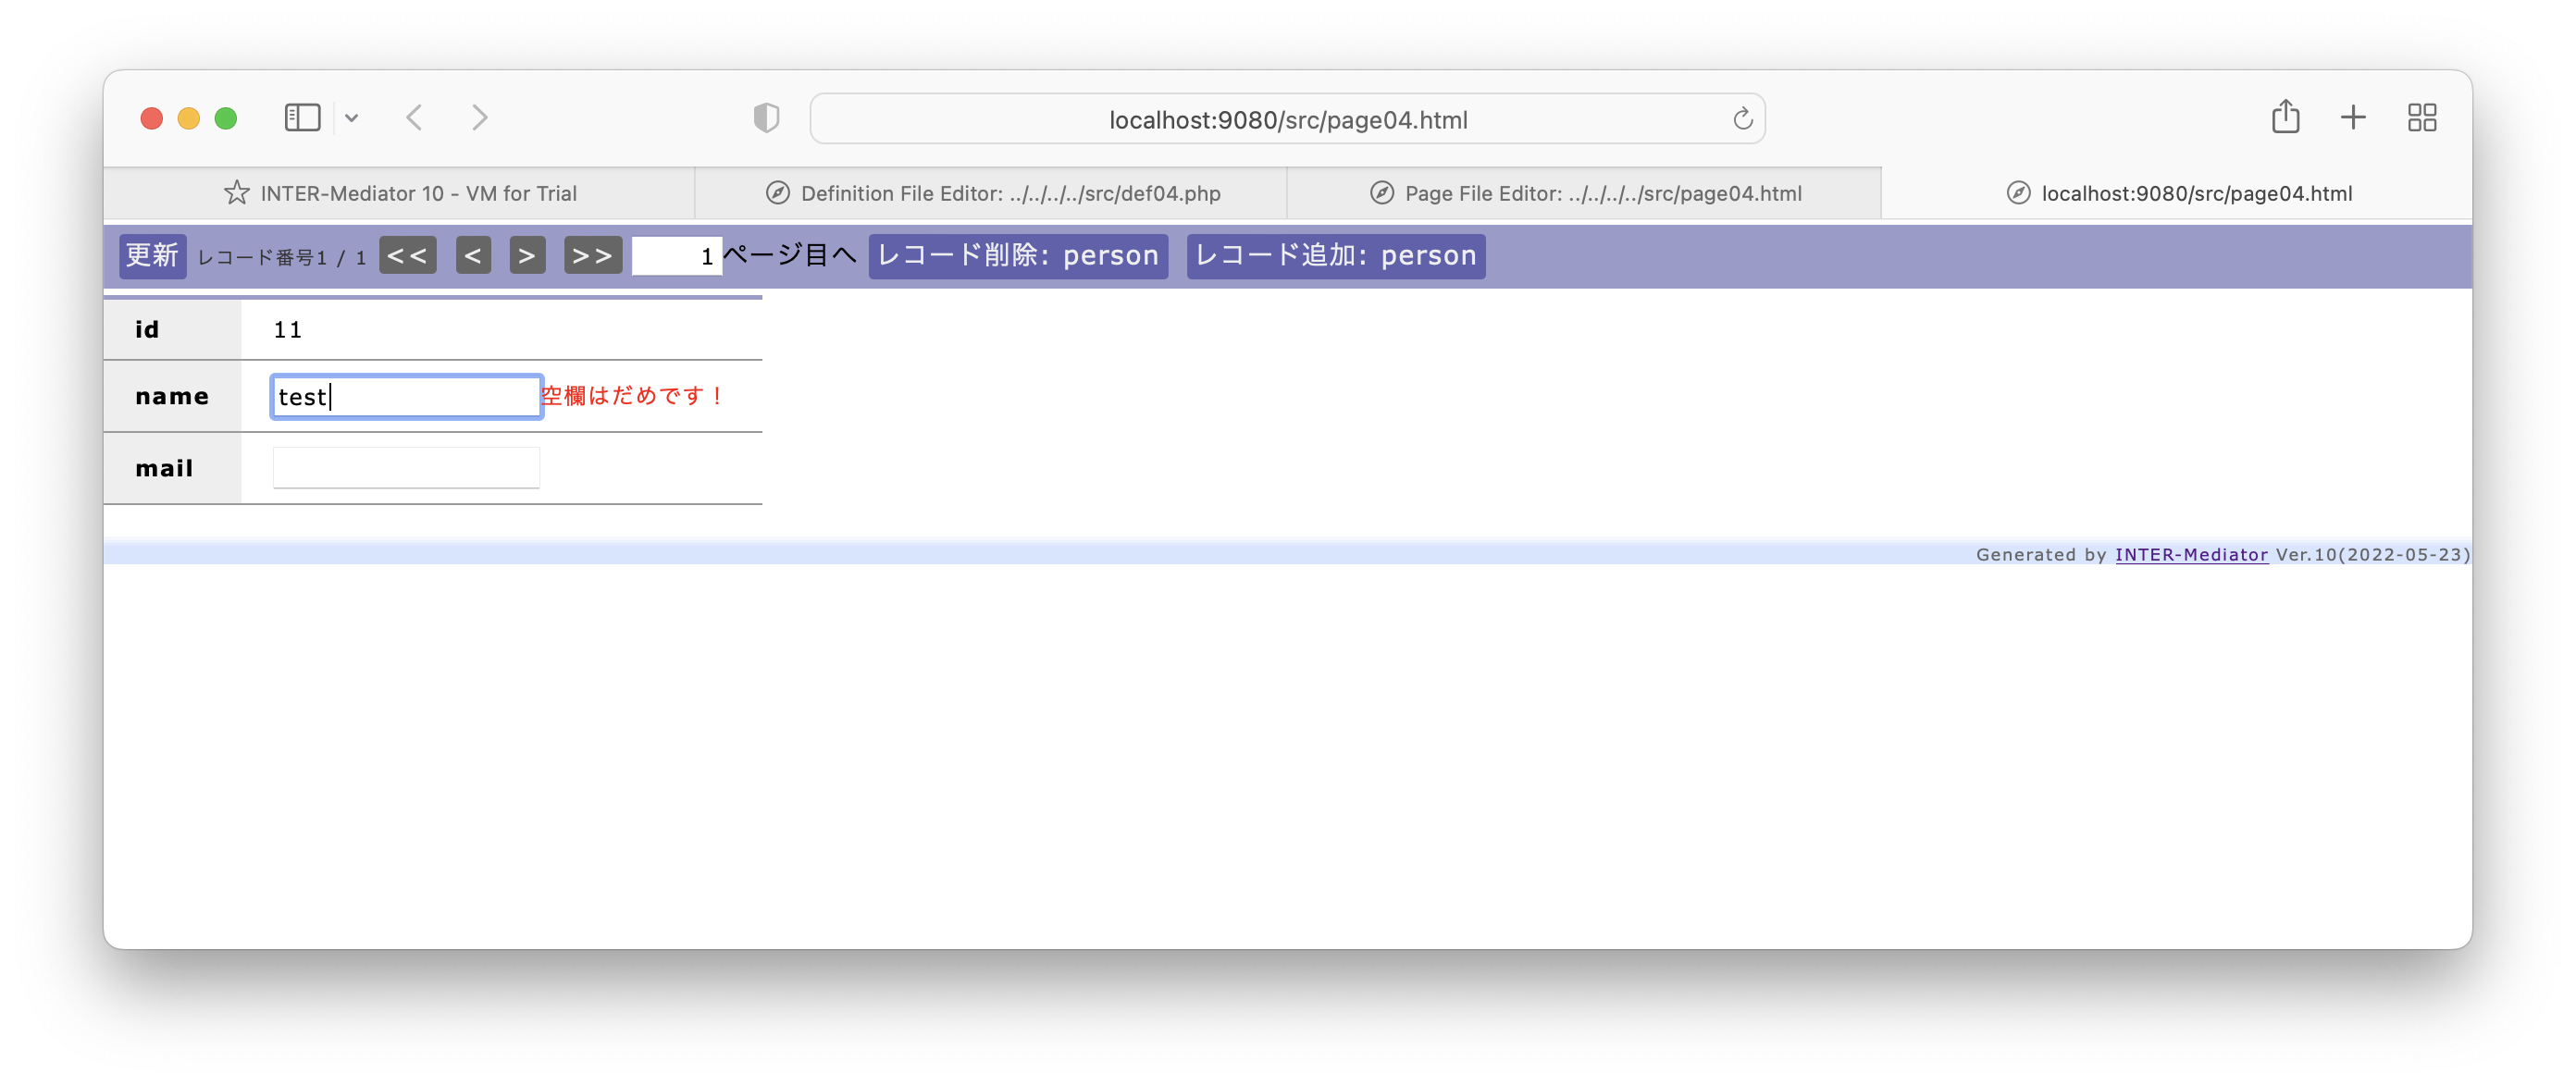 localhost:9080/src/page04.html
INTER-Mediator 10 - VM for Trial
Definition File Editor: ../../../../src/def04.php
Page File Editor: ../../../../src/page04.html
localhost:9080/src/page04.html
更新 レコード番号1 / 1 << < > >> 1 ページ目へ レコード削除: person レコード追加: person
id 11
name test 空欄はだめです！
mail
Generated by INTER-Mediator Ver.10(2022-05-23)